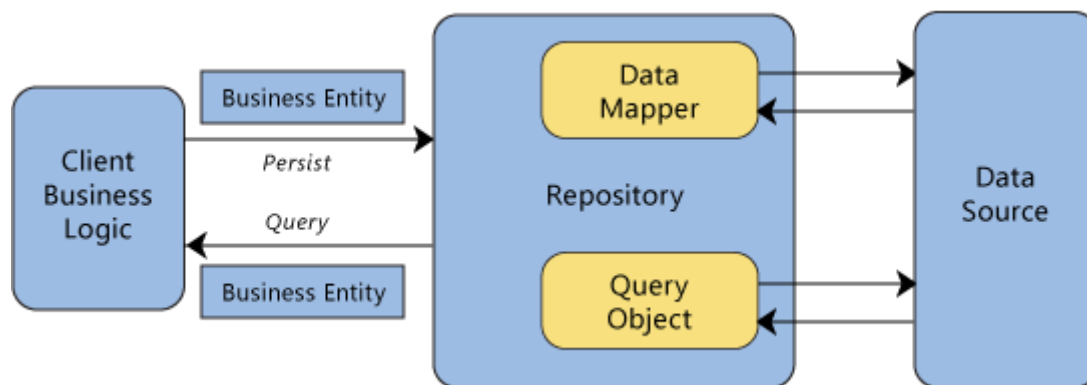 Client
Business
Logic
Business Entity
Persist
Query
Business Entity
Data
Mapper
Repository
Query
Object
Data
Source